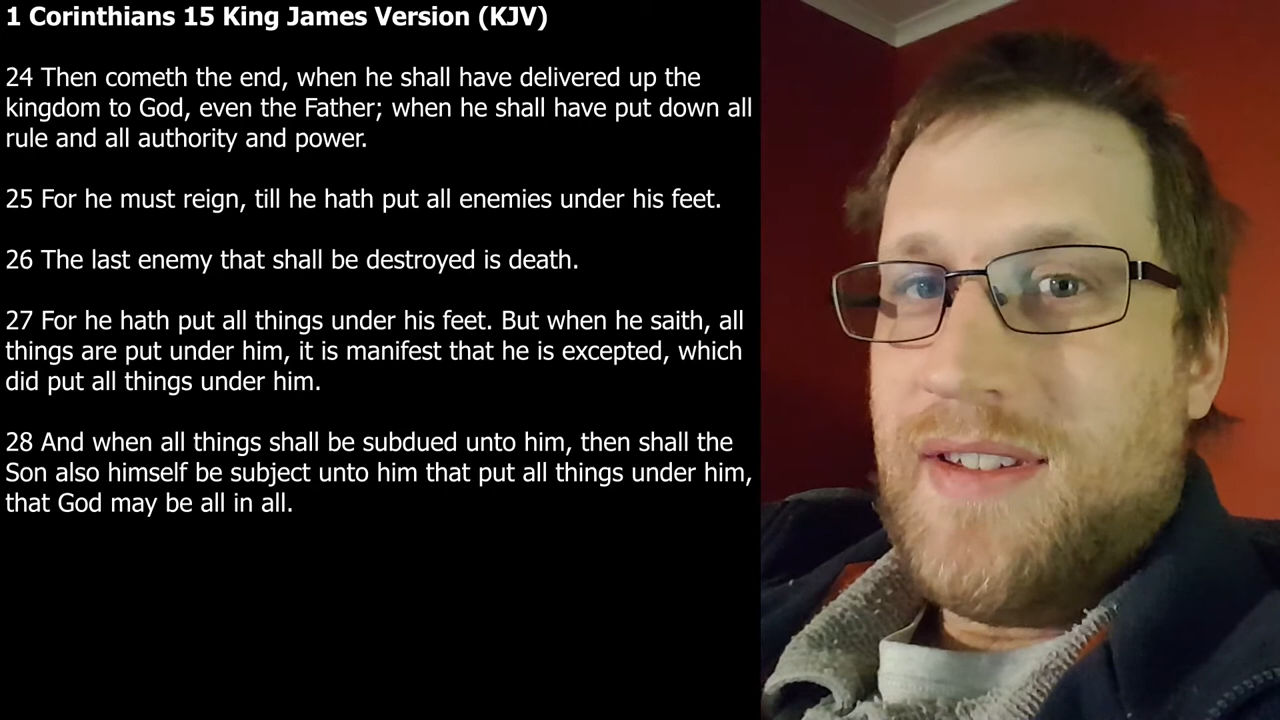 1 Corinthians 15 King James Version (KJV)
24 Then cometh the end, when he shall have delivered up the
kingdom to God, even the Father; when he shall have put down all
rule and all authority and power.
25 For he must reign, till he hath put all enemies under his feet.
26 The last enemy that shall be destroyed is death.
27 For he hath put all things under his feet. But when he saith, all
things are put under him, it is manifest that he is excepted, which
did put all things under him.
28 And when all things shall be subdued unto him, then shall the
Son also himself be subject unto him that put all things under him,
that God may be all in all.